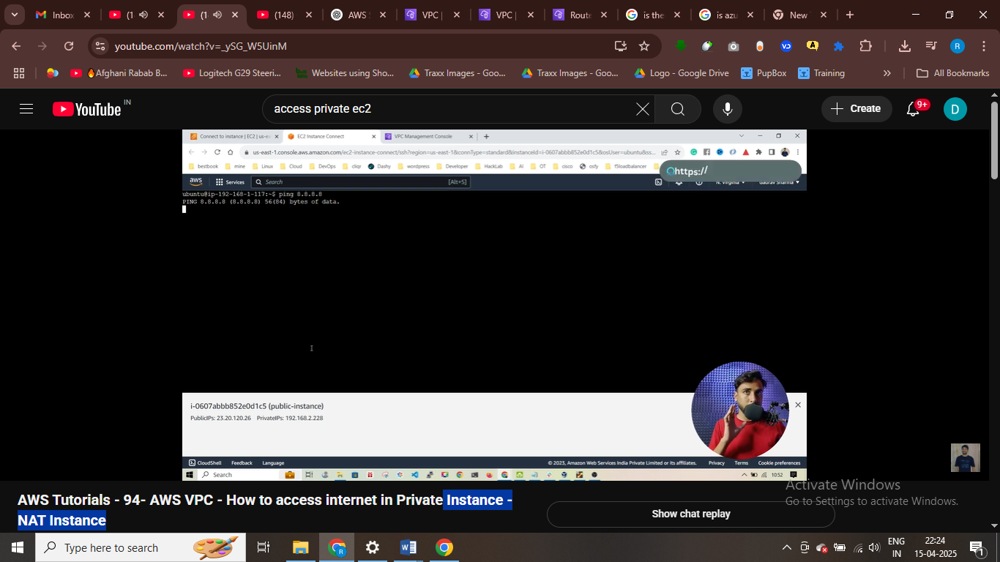 Inbox
(1
(1
(148)
AWS
VPC |
VPC |
Route
is the
is azu
New
youtube.com/watch?v=_ySG_W5UinM
R
🔥Afghani Rabab B...
Logitech G29 Steeri...
Websites using Sho...
Traxx Images - Goo...
Traxx Images - Goo...
Logo - Google Drive
PupBox
Training
All Bookmarks
YouTube IN
access private ec2
Create
9+
D
Connect to instance | EC2 | us-ea
EC2 Instance Connect
VPC Management Console
us-east-1.console.aws.amazon.com/ec2-instance-connect/ssh?region=us-east-1&connType=standard&instanceId=i-0607abbb852e0d1c5&osUser=ubuntu&ss...
bestbook
mine
Linux
Cloud
DevOps
cliqr
Dashy
wordpress
Developer
HackLab
AI
OT
cisco
osfy
f5loadbalancer
https://
aws
Services
Search
[Alt+S]
N. Virginia
Gaurav Sharma
ubuntu@ip-192-168-1-117:~$ ping 8.8.8.8
PING 8.8.8.8 (8.8.8.8) 56(84) bytes of data.
i-0607abbb852e0d1c5 (public-instance)
PublicIPs: 23.20.120.26 PrivateIPs: 192.168.2.228
CloudShell
Feedback
Language
© 2023, Amazon Web Services India Private Limited or its affiliates.
Privacy
Terms
Cookie preferences
Search
10:52
AWS Tutorials - 94- AWS VPC - How to access internet in Private Instance -
NAT Instance
Show chat replay
Activate Windows
Go to Settings to activate Windows.
Type here to search
ENG
IN
22:24
15-04-2025
1